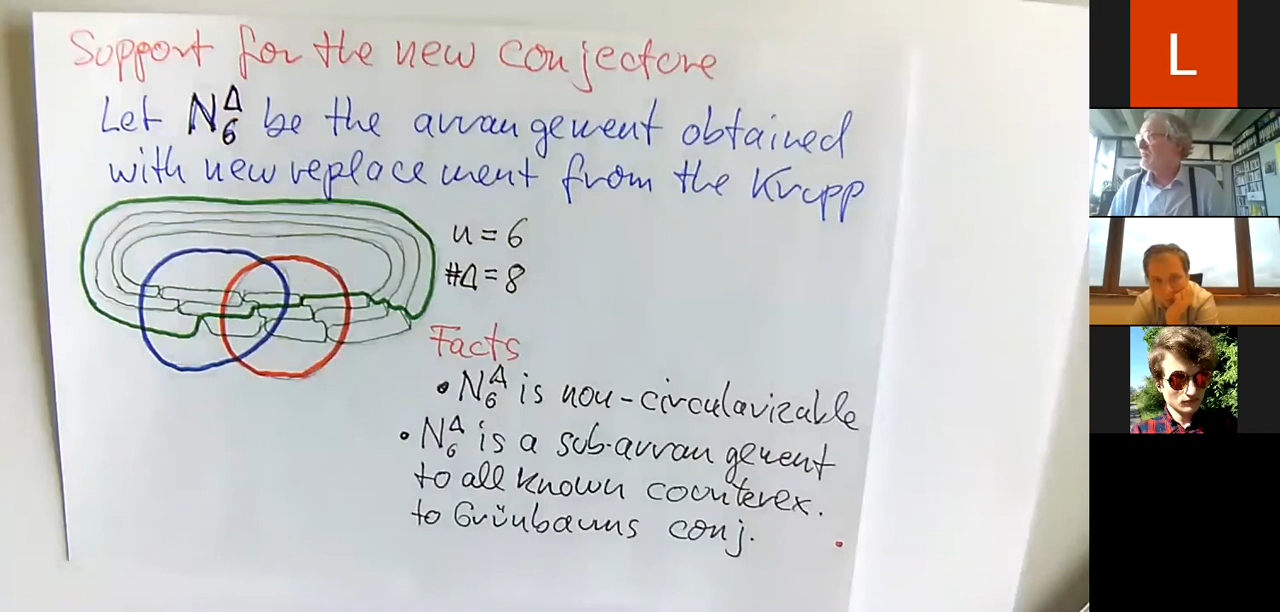 Support for the new conjecture
Let N₆^Δ be the arrangement obtained
with new replacement from the Krupp
n = 6
#Δ = 8
Facts
• N₆^Δ is non-circularizable
• N₆^Δ is a sub-arrangement
to all known counterex.
to Grünbaums conj.
L